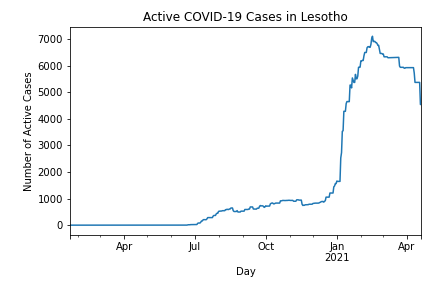 Active COVID-19 Cases in Lesotho
Number of Active Cases
7000
6000
5000
4000
3000
2000
1000
0
Apr Jul Oct Jan Apr
2021
Day